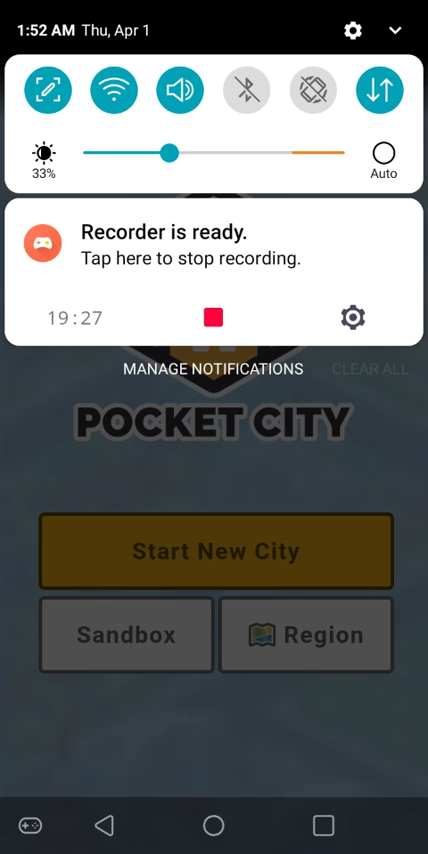 1:52 AM Thu, Apr 1
33%
Auto
Recorder is ready.
Tap here to stop recording.
19:27
MANAGE NOTIFICATIONS
CLEAR ALL
POCKET CITY
Start New City
Sandbox
Region